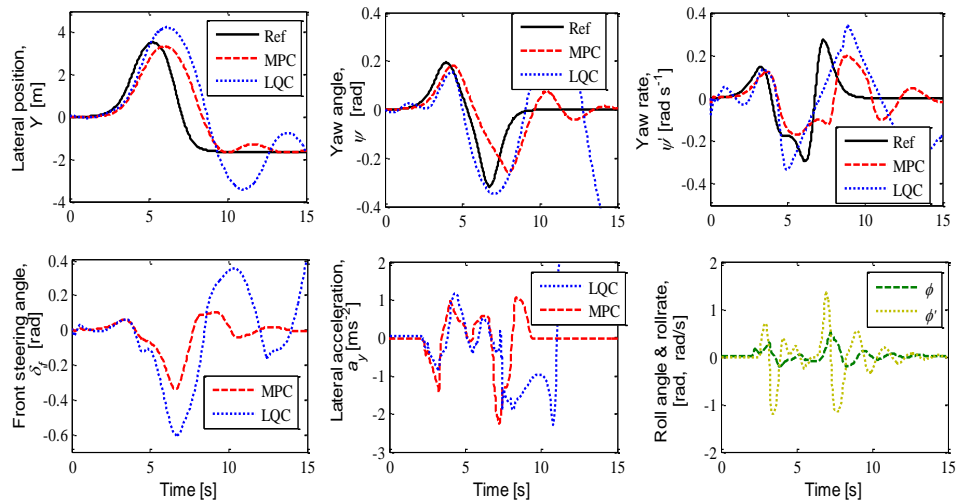 Lateral position,
Y [m]
4
2
0
-2
-4
0 5 10 15
Ref
MPC
LQC
Yaw angle,
ψ [rad]
0.4
0.2
0
-0.2
-0.4
0 5 10 15
Ref
MPC
LQC
Yaw rate,
ψ̇ [rad s-1]
0.4
0.2
0
-0.2
-0.5
0 5 10 15
Ref
MPC
LQC
Front steering angle,
δf [rad]
0.4
0.2
0
-0.2
-0.4
-0.6
0 5 10 15
Time [s]
MPC
LQC
Lateral acceleration,
ay [ms-2]
2
1
0
-1
-2
-3
0 5 10 15
Time [s]
LQC
MPC
Roll angle & rollrate,
[rad, rad/s]
2
1
0
-1
-2
0 5 10 15
Time [s]
ϕ
ϕ'